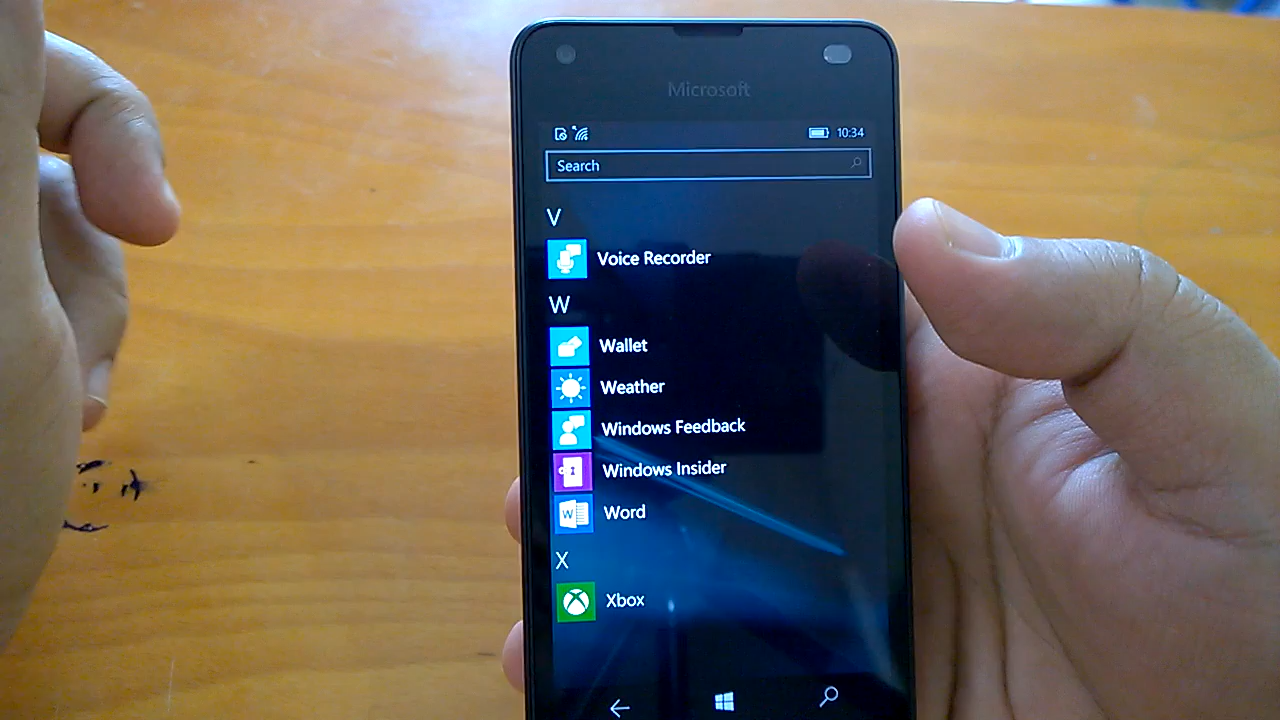 Microsoft
10:34
Search
V
Voice Recorder
W
Wallet
Weather
Windows Feedback
Windows Insider
Word
X
Xbox